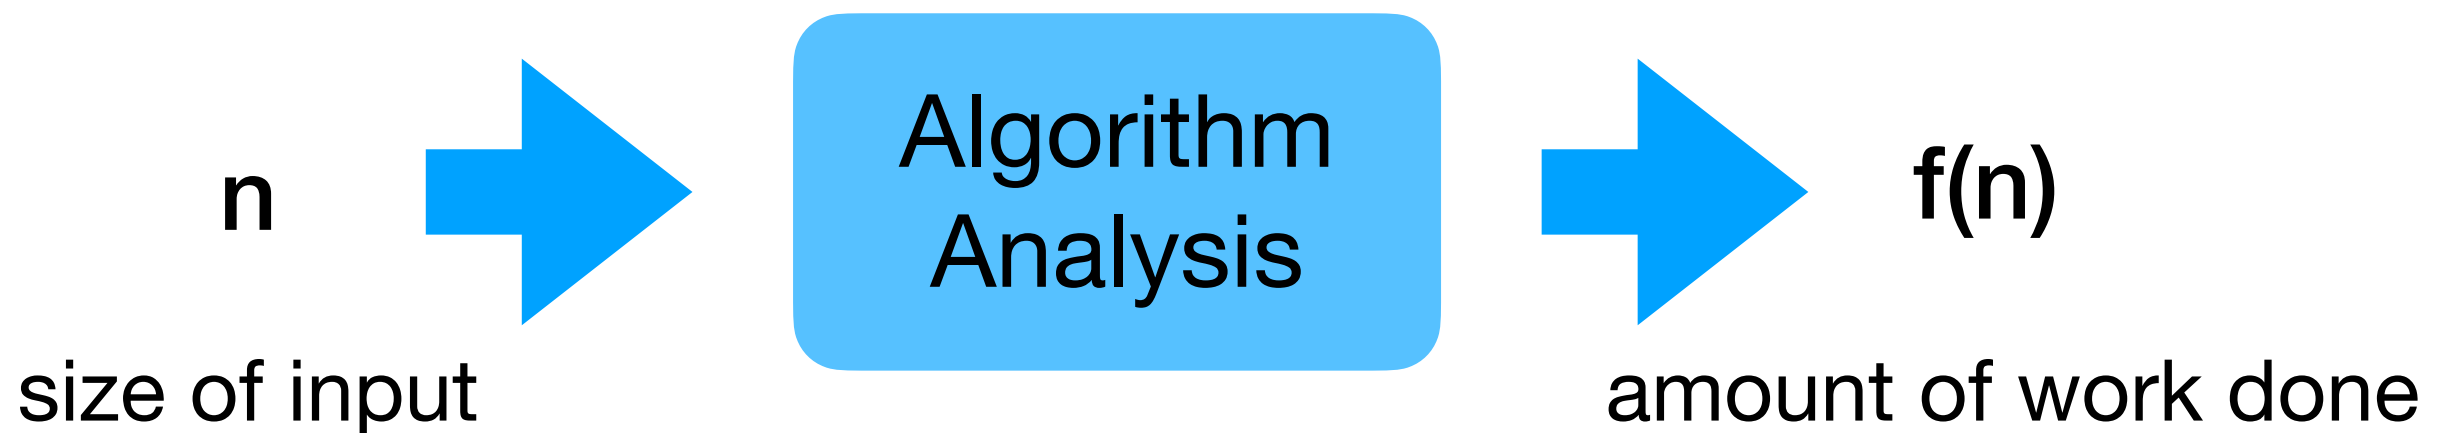 n
Algorithm
Analysis
f(n)
size of input
amount of work done